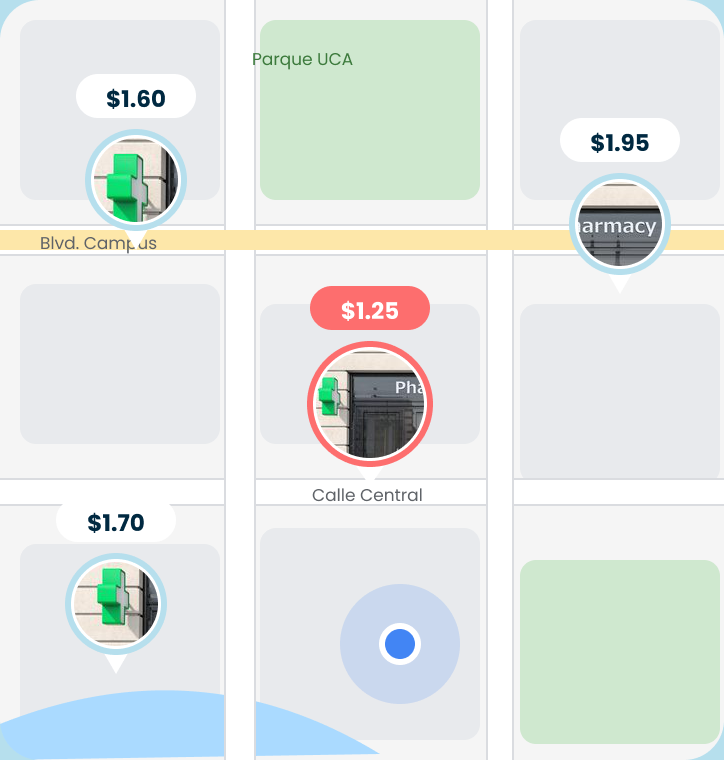 Parque UCA
$1.60
$1.95
armacy
Blvd. Campus
$1.25
Pha
Calle Central
$1.70